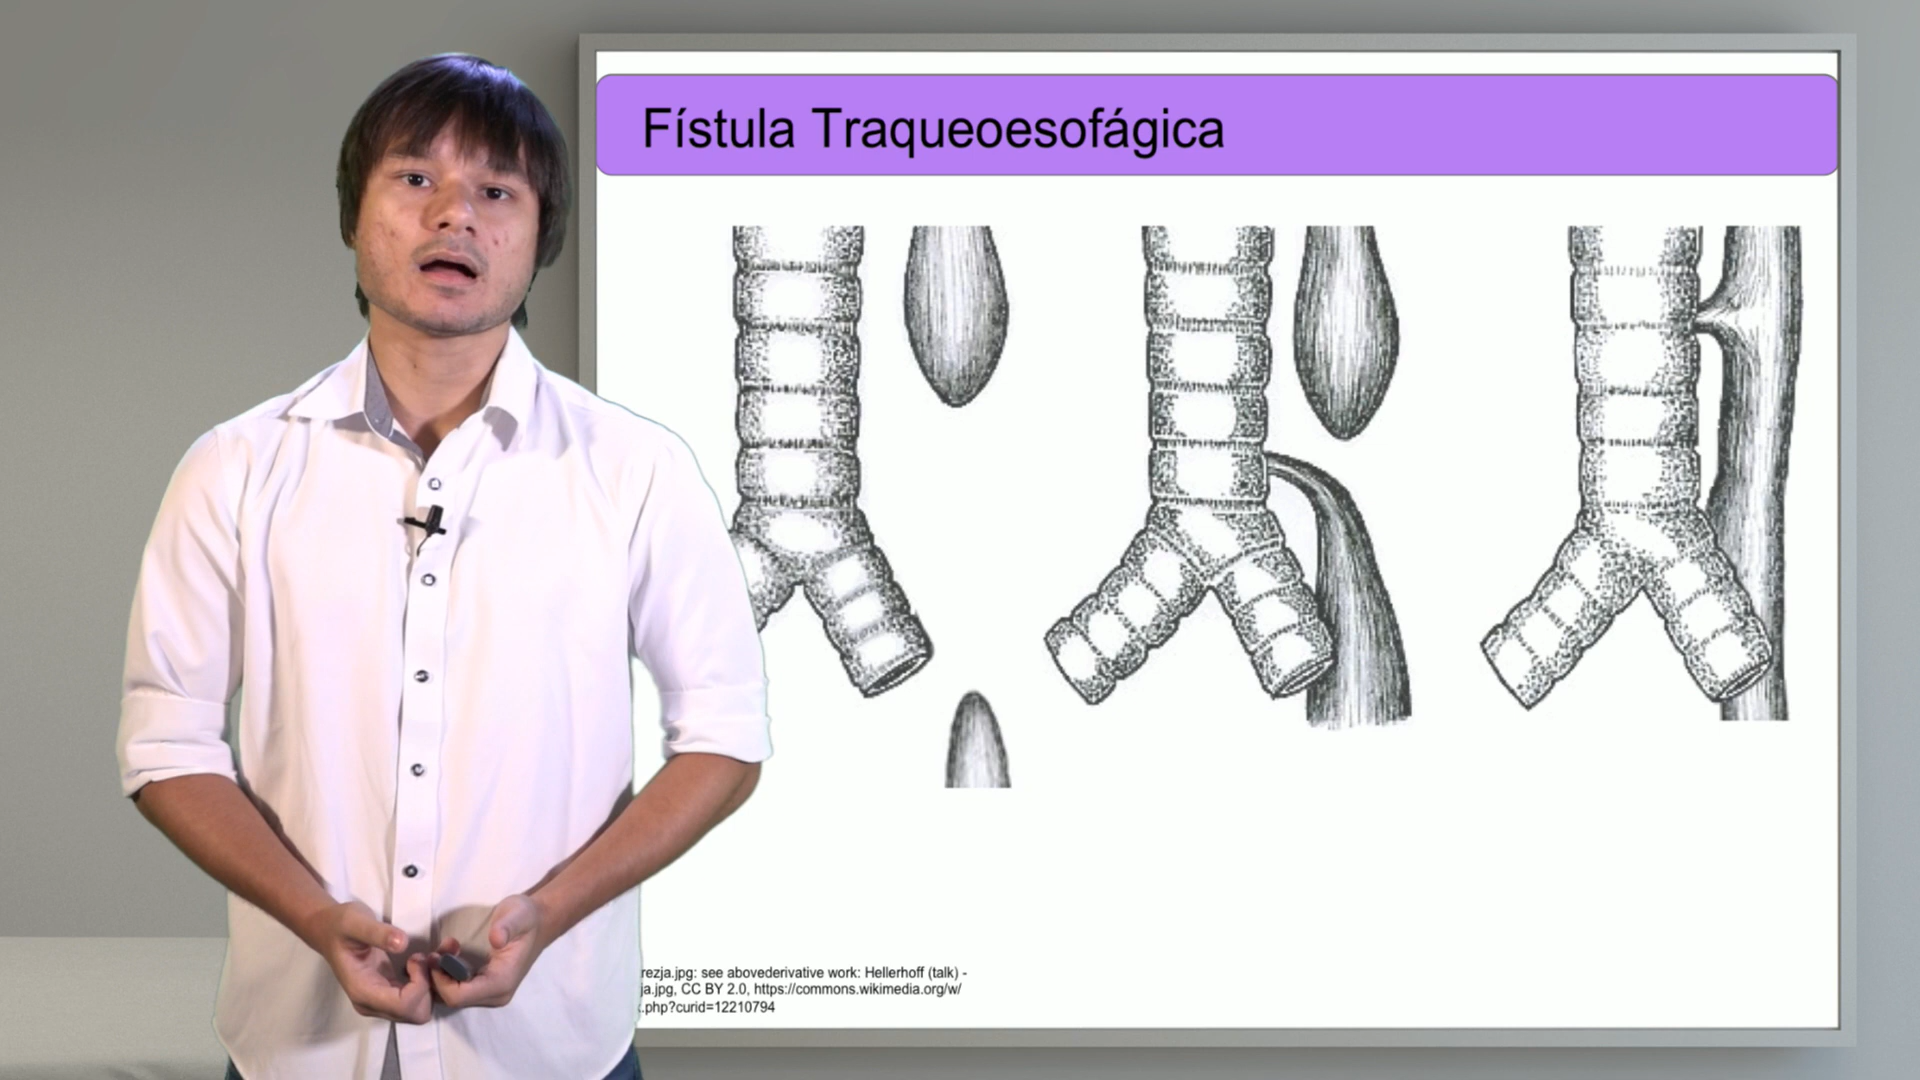 Fístula Traqueoesofágica
rezja.jpg: see abovederivative work: Hellerhoff (talk) -
ja.jpg, CC BY 2.0, https://commons.wikimedia.org/w/
.php?curid=12210794